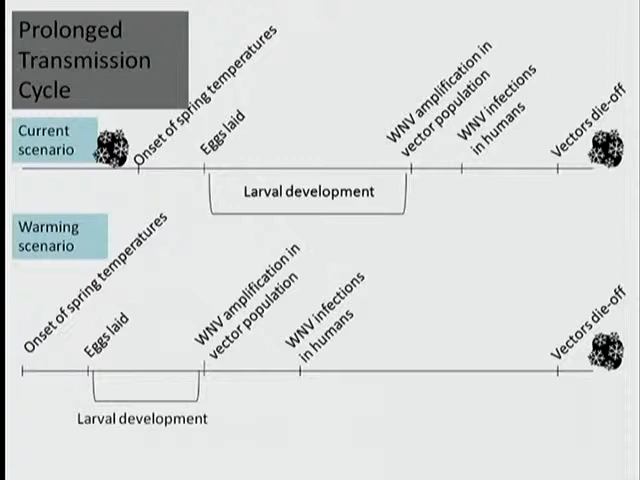 Prolonged
Transmission
Cycle
Current
scenario
Onset of spring temperatures
Eggs laid
WNV amplification in
vector population
WNV infections
in humans
Vectors die-off
Larval development
Warming
scenario
Onset of spring temperatures
Eggs laid
WNV amplification in
vector population
WNV infections
in humans
Vectors die-off
Larval development